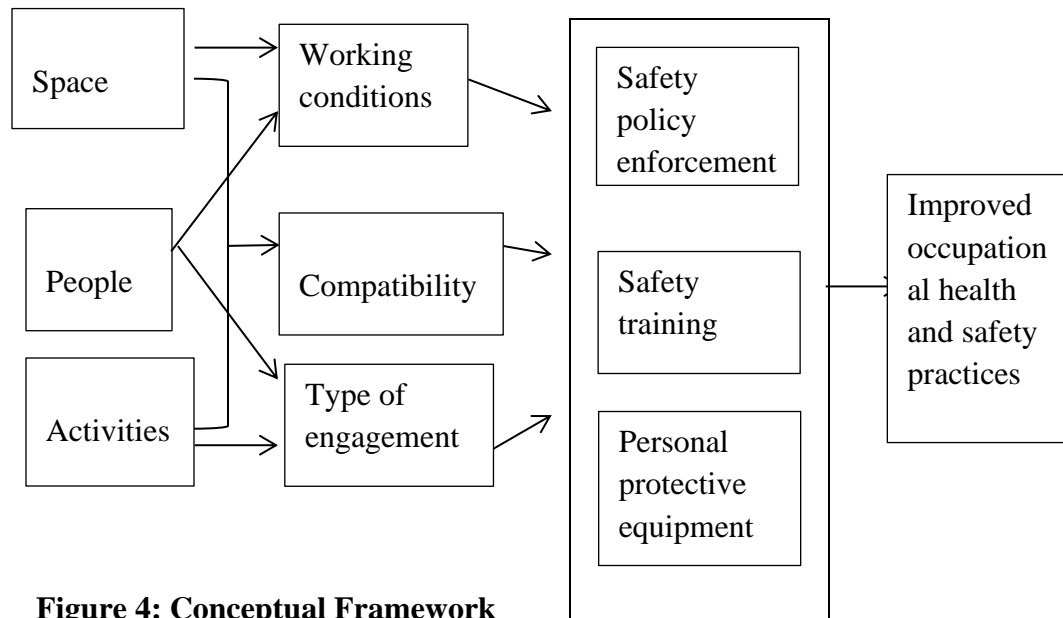 Space
Working
conditions
Safety
policy
enforcement
People
Compatibility
Safety
training
Improved
occupation
al health
and safety
practices
Activities
Type of
engagement
Personal
protective
equipment
Figure 4: Conceptual Framework